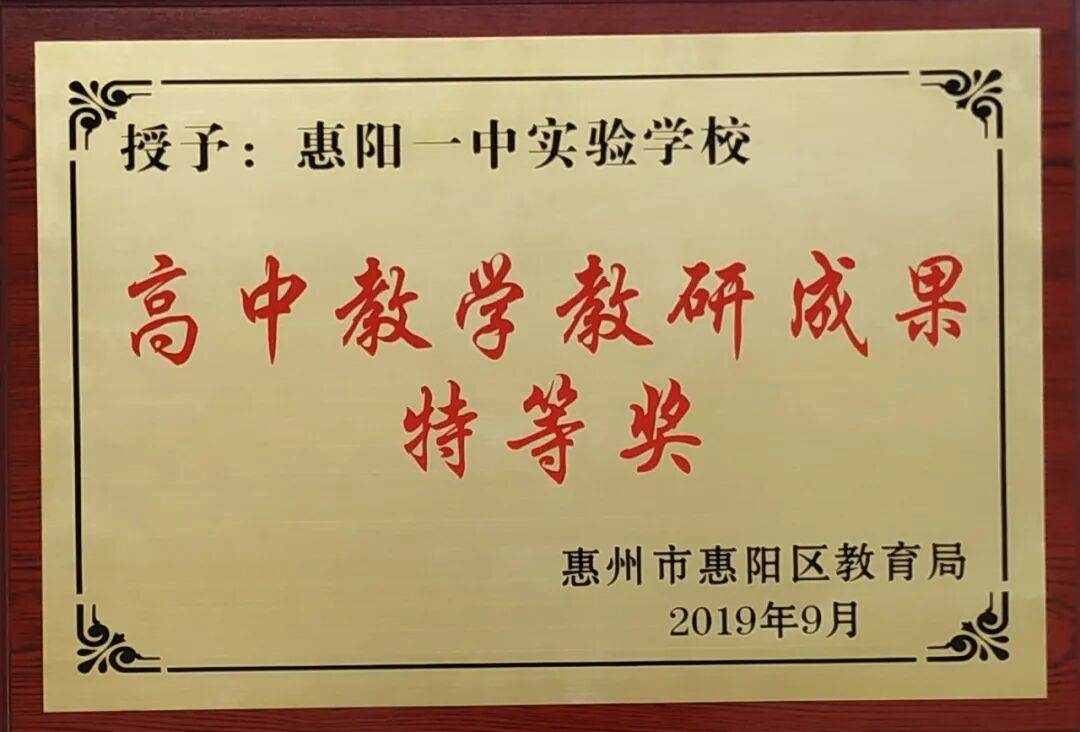 授予：惠阳一中实验学校
高中教学教研成果
特等奖
惠州市惠阳区教育局
2019年9月